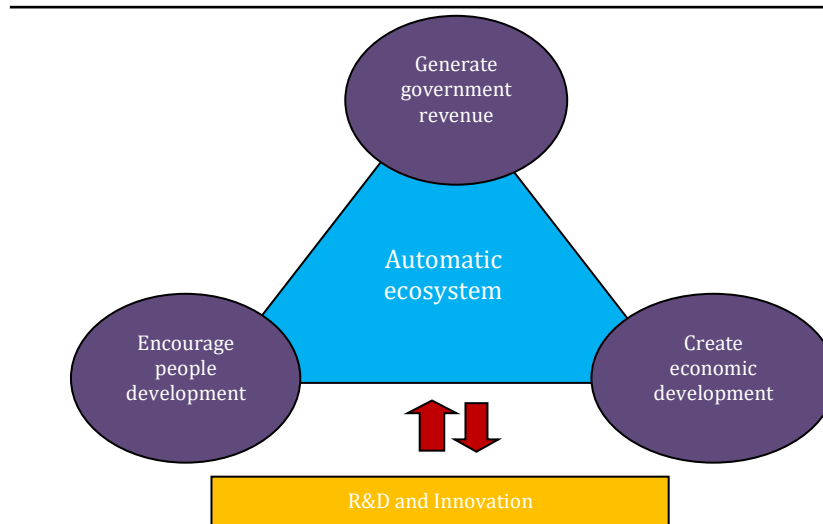 Generate
government
revenue
Automatic
ecosystem
Encourage
people
development
Create
economic
development
R&D and Innovation